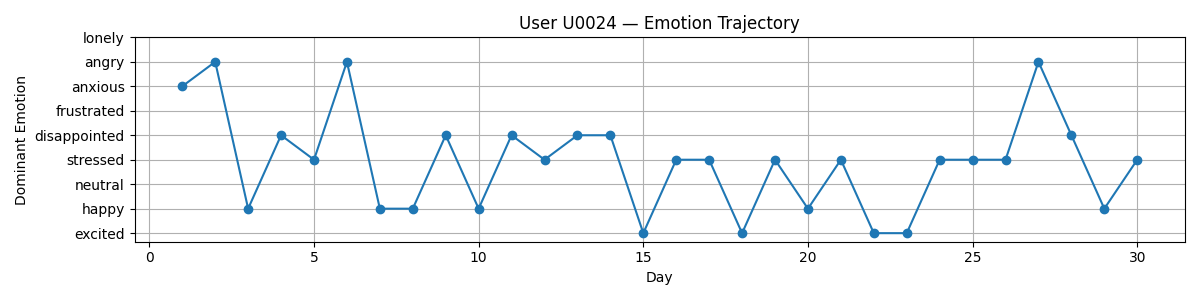 User U0024 — Emotion Trajectory
Dominant Emotion
lonely
angry
anxious
frustrated
disappointed
stressed
neutral
happy
excited
0 5 10 15 20 25 30
Day